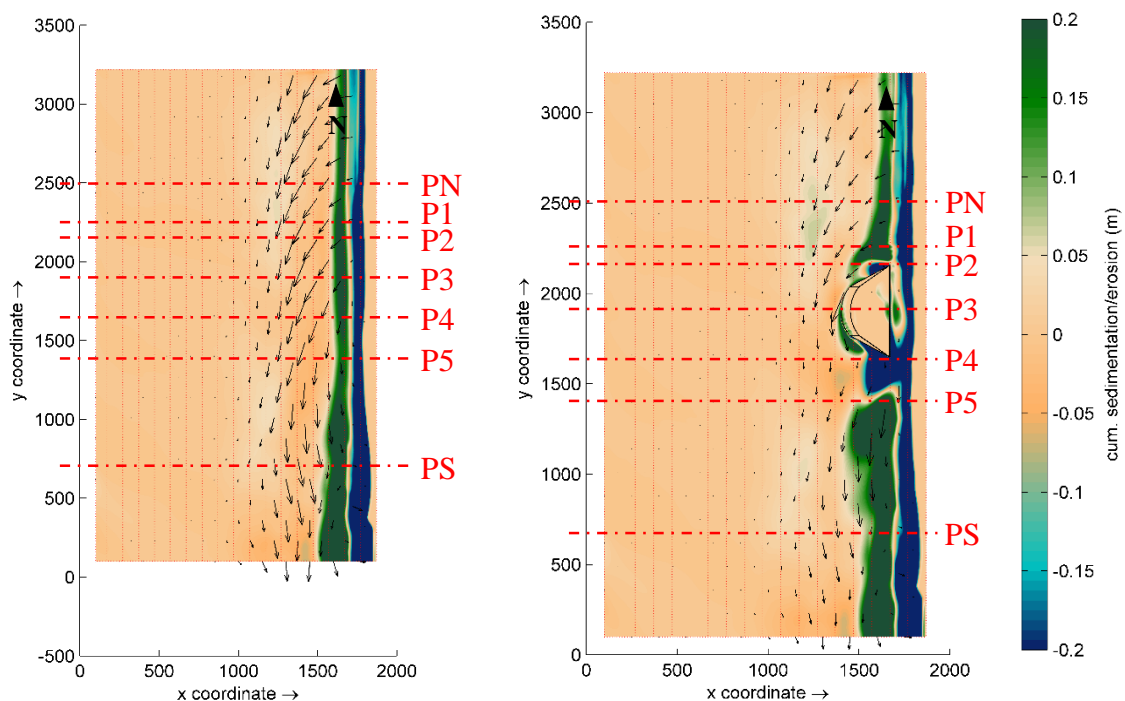 3500
3000
2500
2000
1500
1000
500
0
-500
0
500
1000
1500
2000
x coordinate →
y coordinate →
N
PN
P1
P2
P3
P4
P5
PS
3500
3000
2500
2000
1500
1000
500
0
0
500
1000
1500
2000
x coordinate →
y coordinate →
N
PN
P1
P2
P3
P4
P5
PS
0.2
0.15
0.1
0.05
0
-0.05
-0.1
-0.15
-0.2
cum. sedimentation/erosion (m)